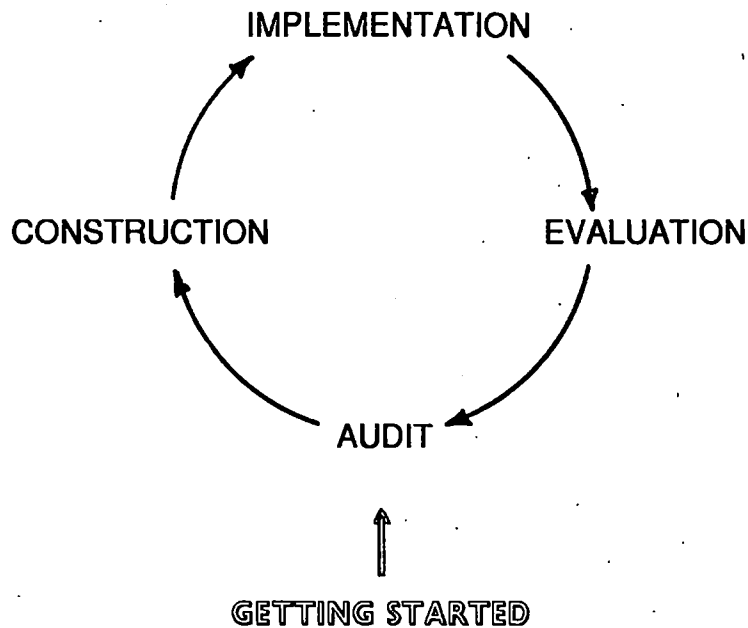 IMPLEMENTATION
CONSTRUCTION
EVALUATION
AUDIT
GETTING STARTED